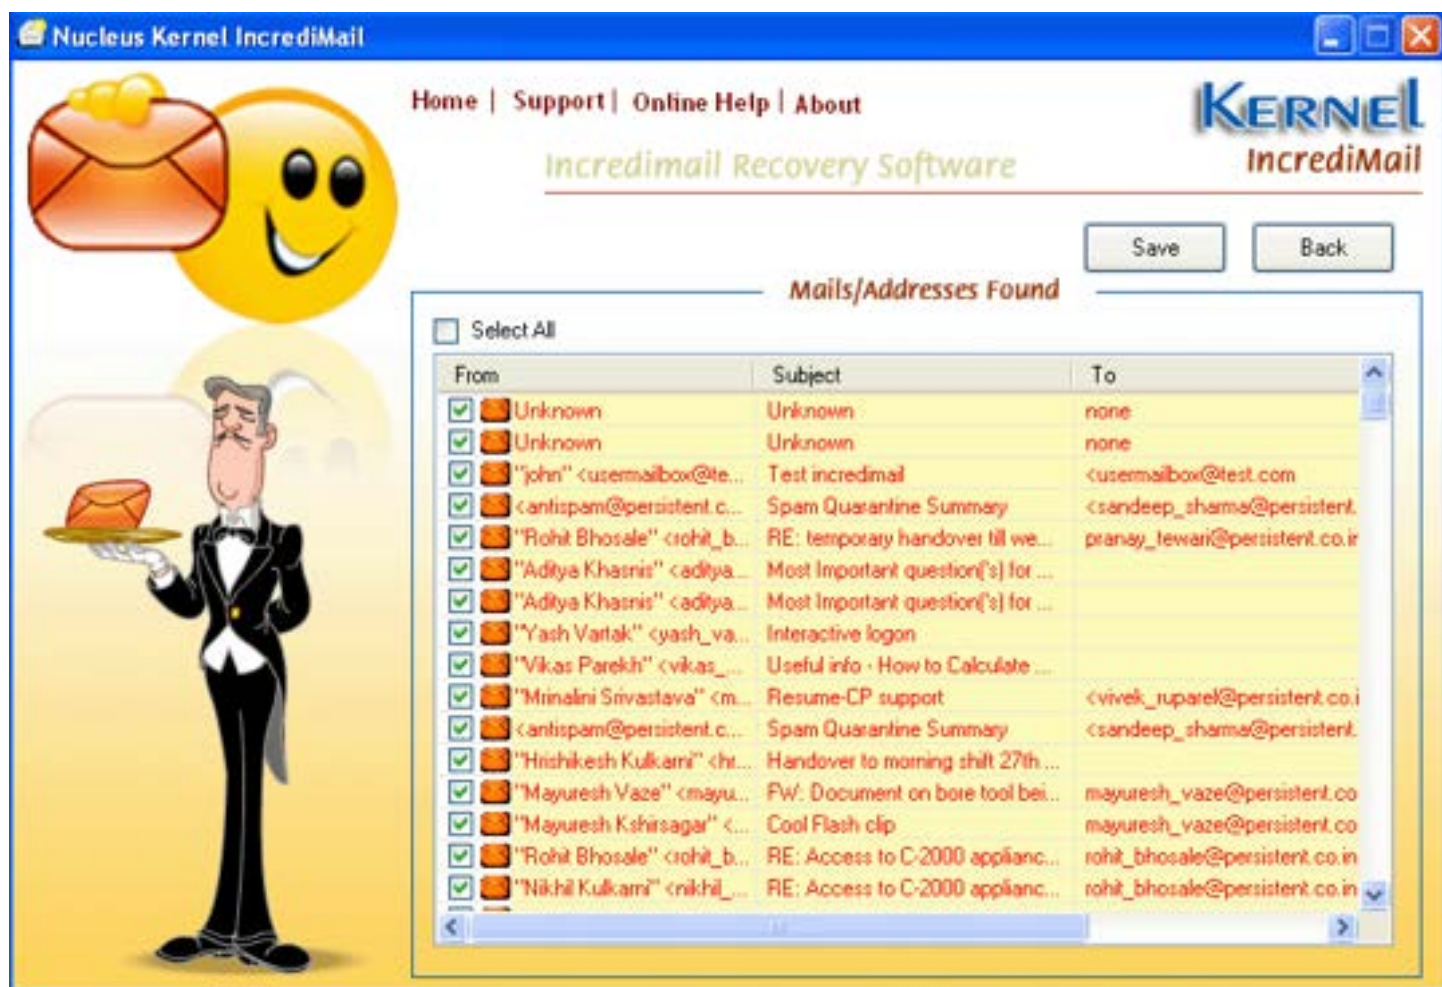 Nucleus Kernel IncrediMail
Home | Support | Online Help | About
KERNEL
IncrediMail
Incredimail Recovery Software
Save Back
Mails/Addresses Found
Select All
From Subject To
Unknown Unknown none
Unknown Unknown none
"john" <usermailbox@te... Test incredimail <usermailbox@test.com
<antispam@persistent.c... Spam Quarantine Summary <sandeep_sharma@persistent.
"Rohit Bhosale" <rohit_b... RE: temporary handover till we... pranay_tewari@persistent.co.ir
"Aditya Khasnis" <aditya... Most Important question('s) for ...
"Aditya Khasnis" <aditya... Most Important question('s) for ...
"Yash Vartak" <yash_va... Interactive logon
"Vikas Parekh" <vikas_... Useful info - How to Calculate ...
"Mrinalini Srivastava" <m... Resume-CP support <vivek_ruparel@persistent.co.i
<antispam@persistent.c... Spam Quarantine Summary <sandeep_sharma@persistent.
"Hrishikesh Kulkarni" <hr... Handover to morning shift 27th ...
"Mayuresh Vaze" <mayu... FW: Document on bore tool bei... mayuresh_vaze@persistent.co
"Mayuresh Kshirsagar" <... Cool Flash clip mayuresh_vaze@persistent.co
"Rohit Bhosale" <rohit_b... RE: Access to C-2000 applianc... rohit_bhosale@persistent.co.in
"Nikhil Kulkarni" <nikhil_... RE: Access to C-2000 applianc... rohit_bhosale@persistent.co.in